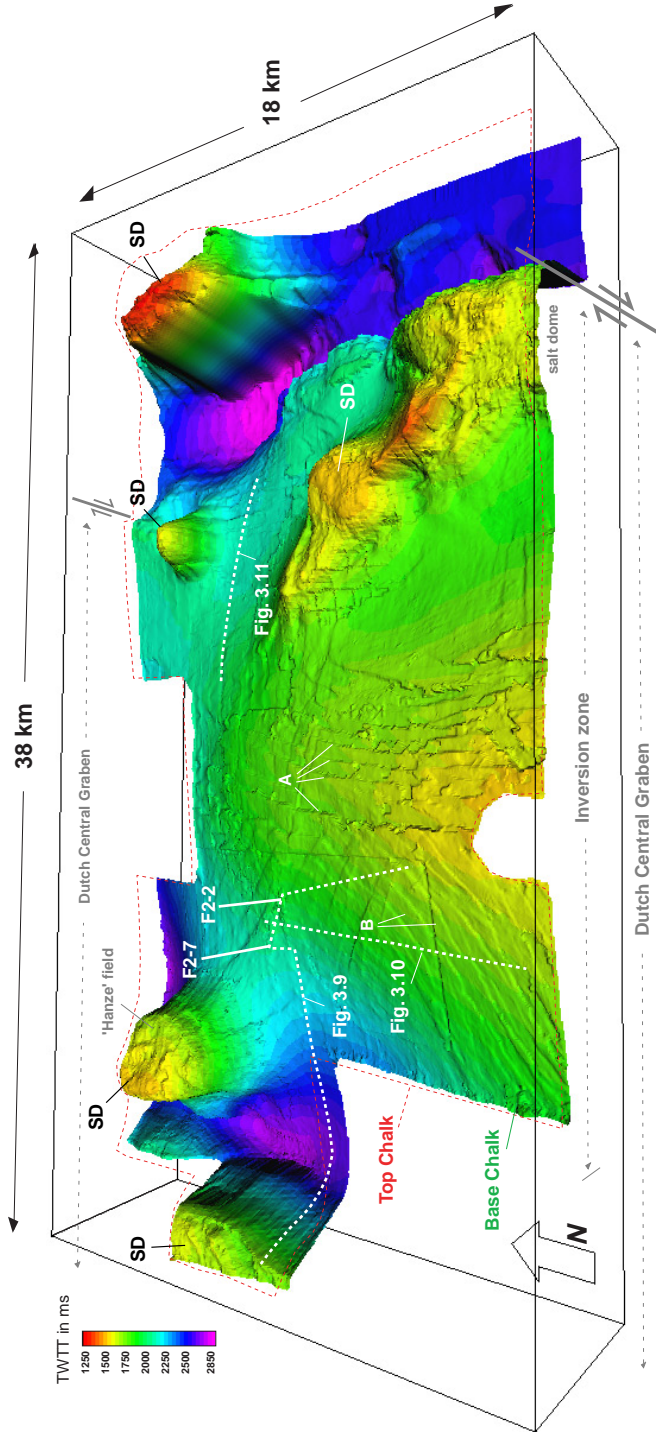 38 km
18 km
Dutch Central Graben
SD
SD
SD
SD
SD
'Hanze' field
F2-7
F2-2
Fig. 3.11
Fig. 3.9
Fig. 3.10
A
B
salt dome
Top Chalk
Base Chalk
Inversion zone
Dutch Central Graben
N
TWTT in ms
1250
1500
1750
2000
2250
2500
2850